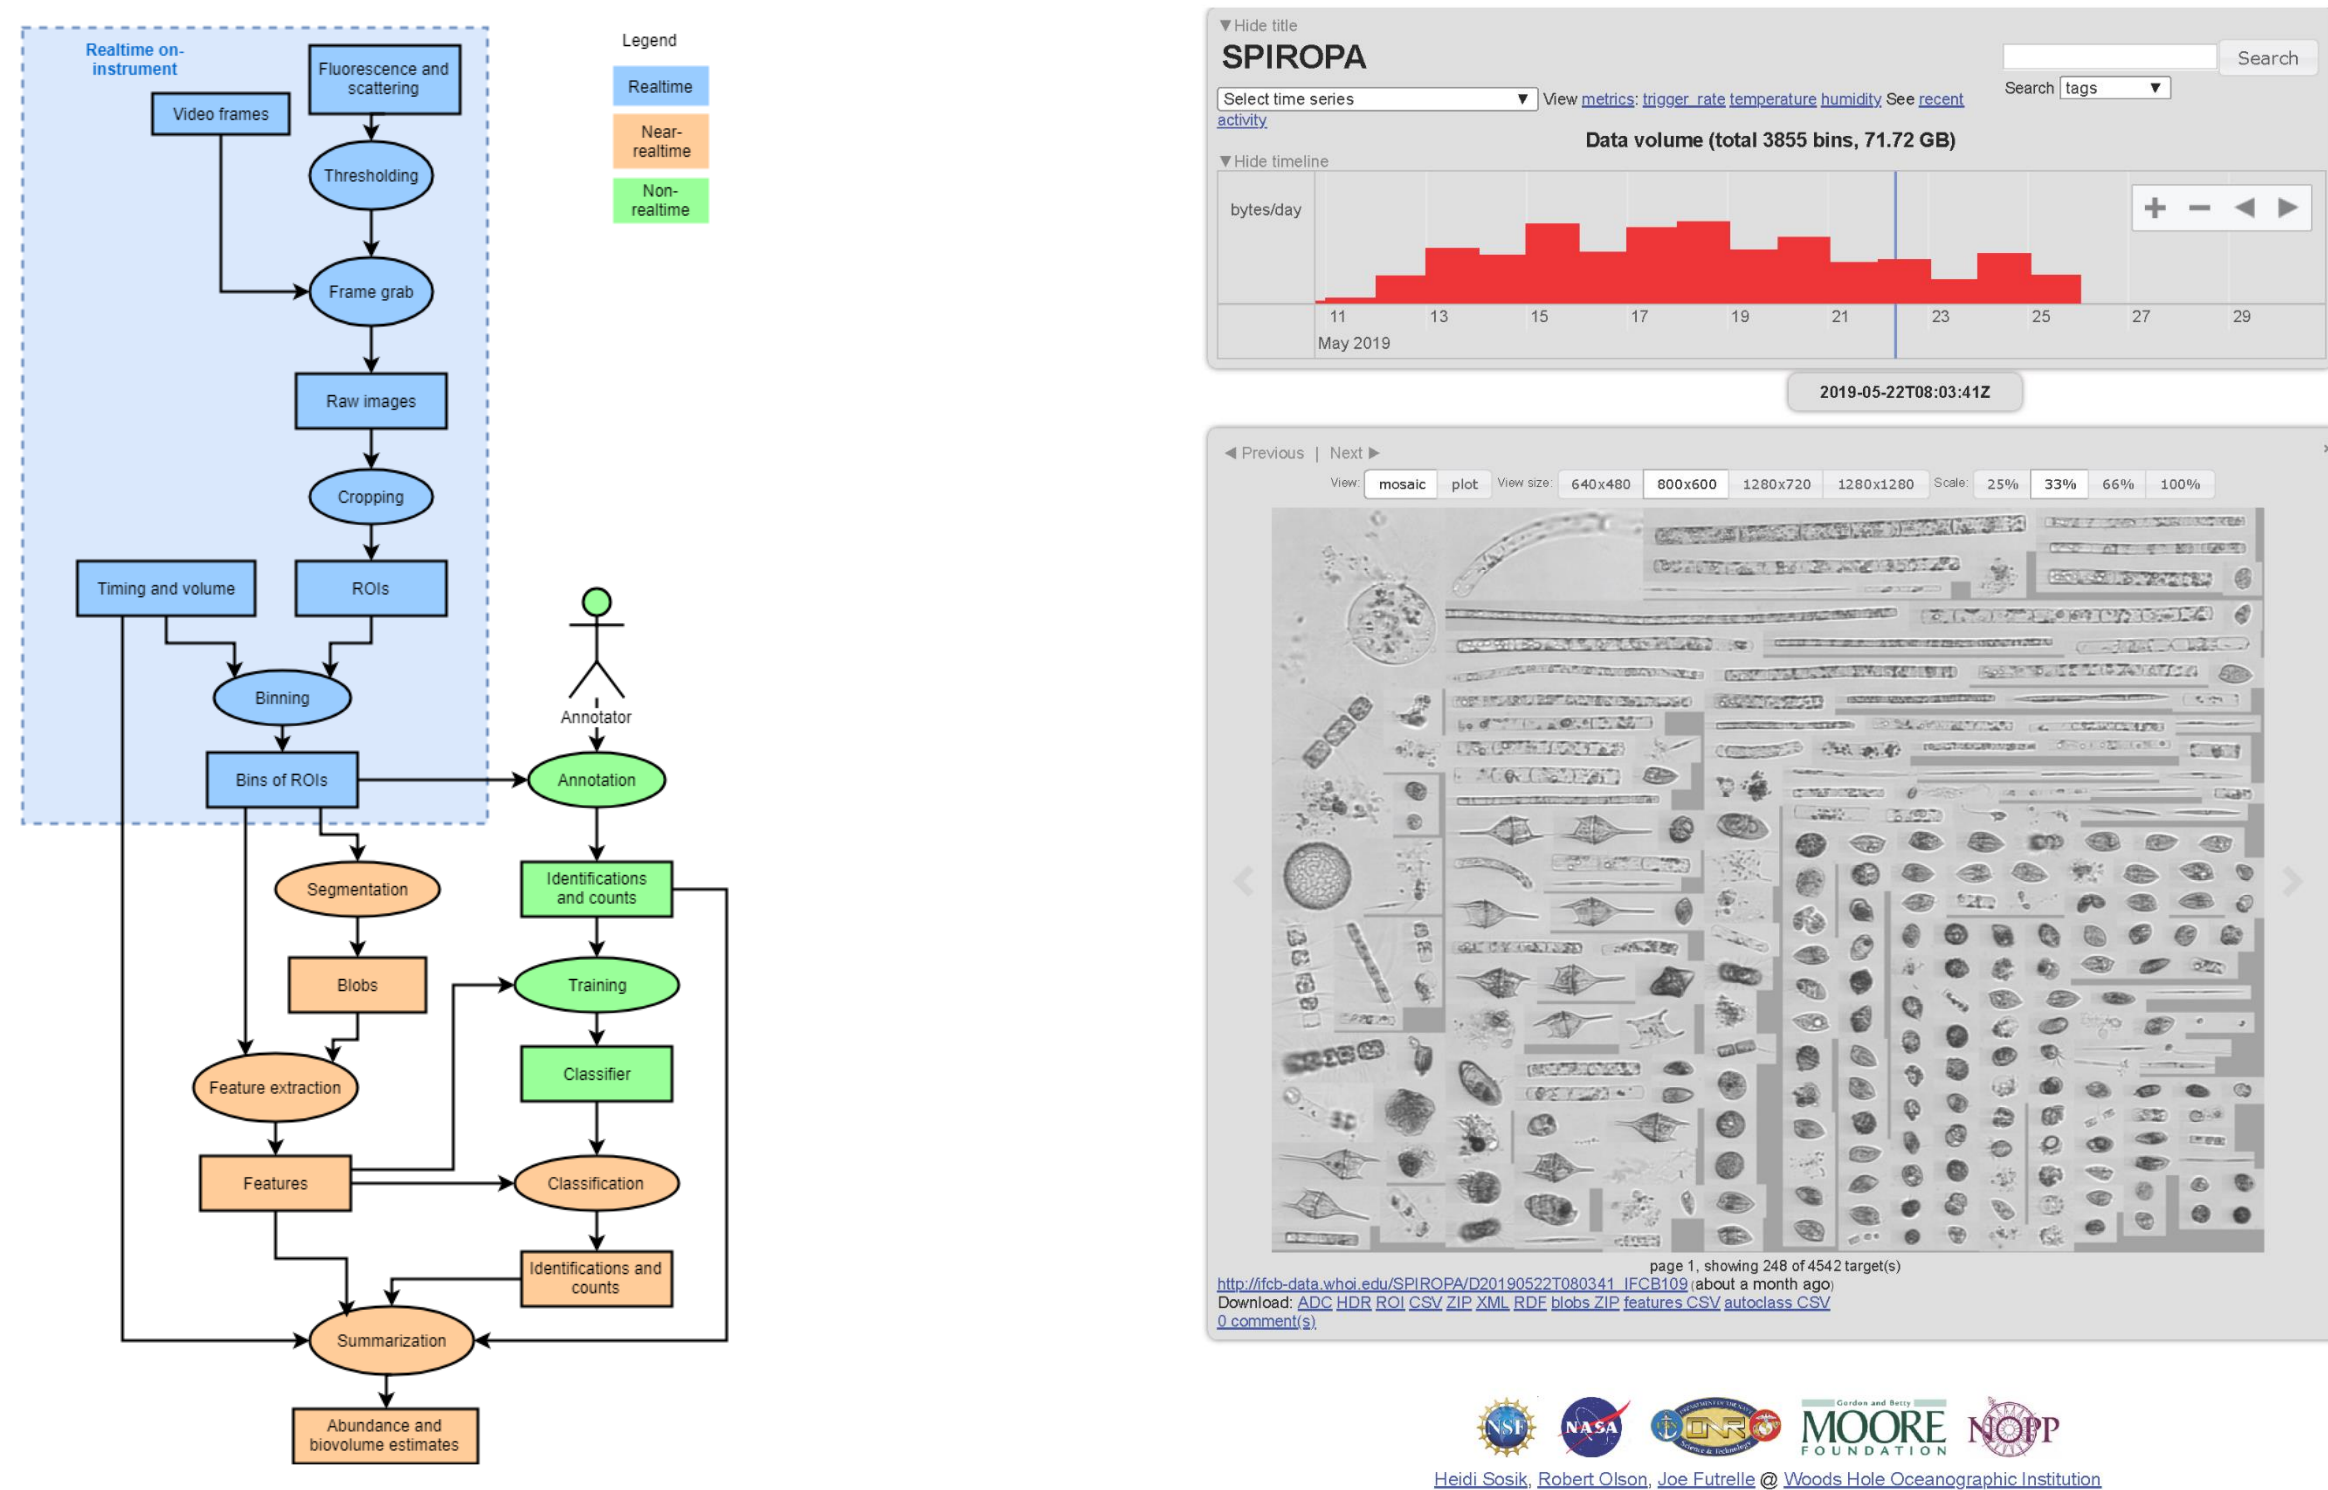 Realtime on-
instrument
Fluorescence and
scattering
Video frames
Thresholding
Frame grab
Raw images
Cropping
Timing and volume
ROIs
Binning
Bins of ROIs
Legend
Realtime
Near-
realtime
Non-
realtime
Annotator
Annotation
Segmentation
Identifications
and counts
Blobs
Training
Feature extraction
Classifier
Features
Classification
Identifications and
counts
Summarization
Abundance and
biovolume estimates
▼Hide title
SPIROPA
Search
Search tags ▼
Select time series ▼ View metrics: trigger_rate temperature humidity See recent
activity
Data volume (total 3855 bins, 71.72 GB)
▼Hide timeline
bytes/day
11 13 15 17 19 21 23 25 27 29
May 2019
2019-05-22T08:03:41Z
◀ Previous | Next ▶
View: mosaic plot View size: 640x480 800x600 1280x720 1280x1280 Scale: 25% 33% 66% 100%
page 1, showing 248 of 4542 target(s)
http://ifcb-data.whoi.edu/SPIROPA/D20190522T080341_IFCB109 (about a month ago)
Download: ADC HDR ROI CSV ZIP XML RDF blobs ZIP features CSV autoclass CSV
0 comment(s)
NSF
NASA
ONR
Science & Technology
Gordon and Betty
MOORE
FOUNDATION
NOPP
Heidi Sosik, Robert Olson, Joe Futrelle @ Woods Hole Oceanographic Institution